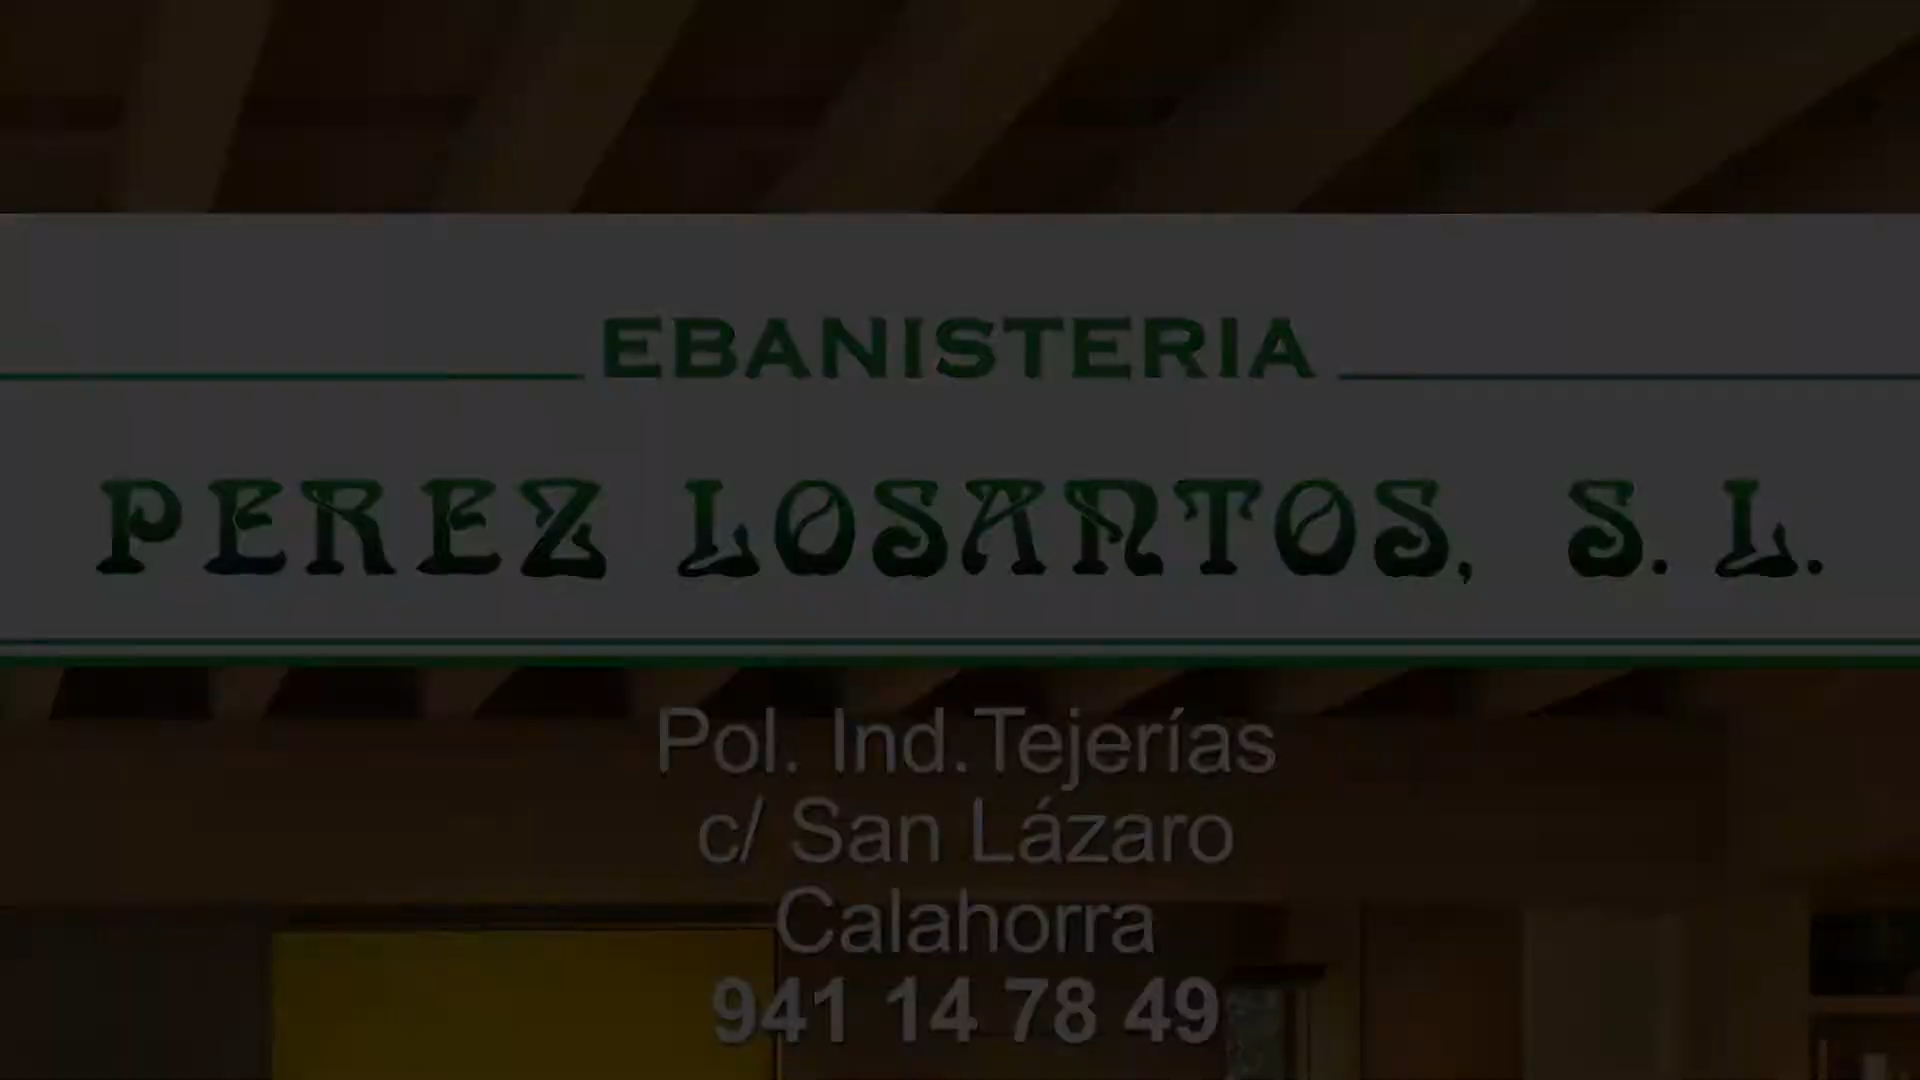 EBANISTERIA
PEREZ LOSANTOS, S. L.
Pol. Ind.Tejerías
c/ San Lázaro
Calahorra
941 14 78 49